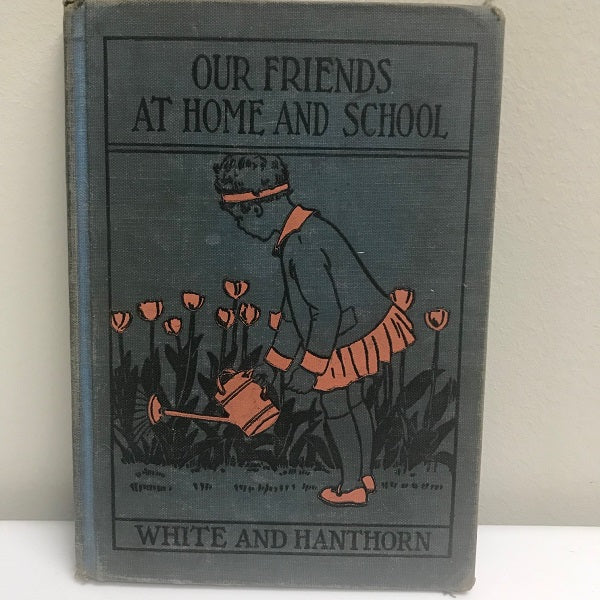 OUR FRIENDS
AT HOME AND SCHOOL
WHITE AND HANTHORN